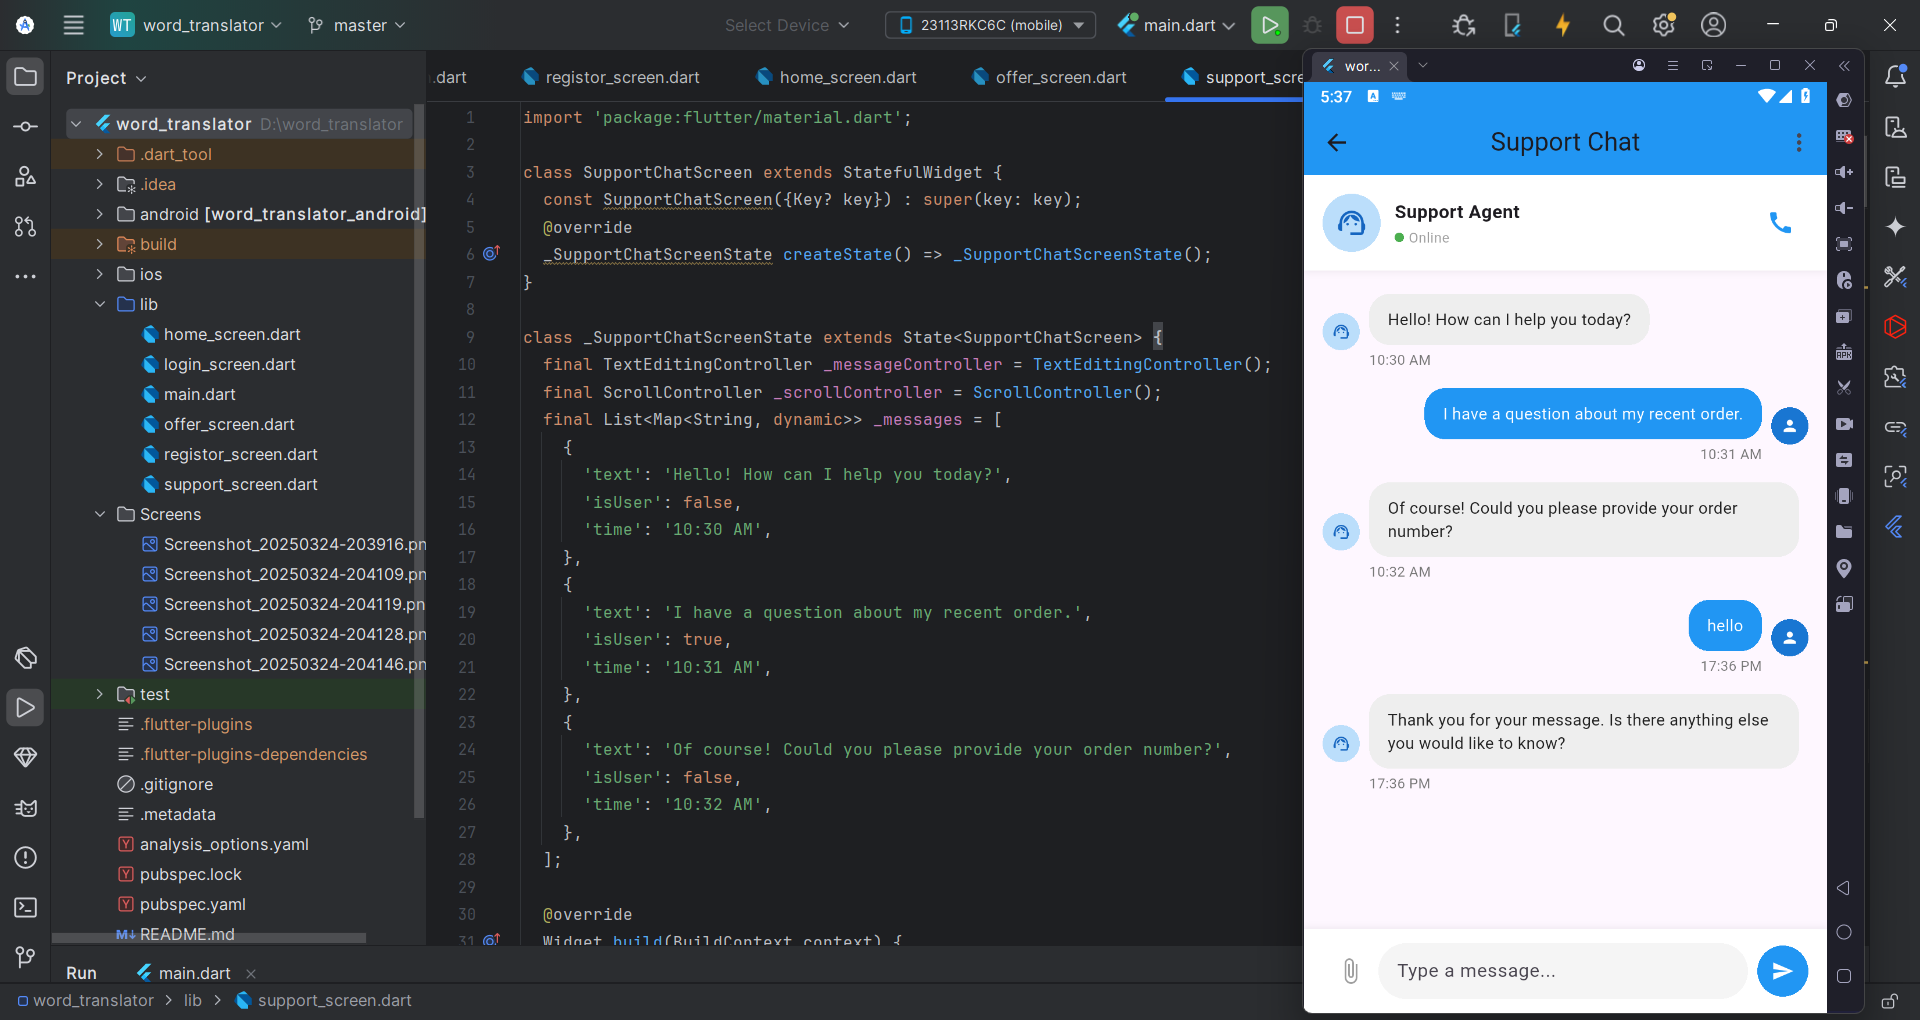 WT word_translator master
Select Device 23113RKC6C (mobile) main.dart
Project
word_translator D:\word_translator
.dart_tool
.idea
android [word_translator_android]
build
ios
lib
home_screen.dart
login_screen.dart
main.dart
offer_screen.dart
registor_screen.dart
support_screen.dart
Screens
Screenshot_20250324-203916.pn
Screenshot_20250324-204109.pn
Screenshot_20250324-204119.pn
Screenshot_20250324-204128.pn
Screenshot_20250324-204146.pn
test
.flutter-plugins
.flutter-plugins-dependencies
.gitignore
.metadata
analysis_options.yaml
pubspec.lock
pubspec.yaml
README.md
.dart registor_screen.dart home_screen.dart offer_screen.dart support_scre
1 import 'package:flutter/material.dart';
2
3 class SupportChatScreen extends StatefulWidget {
4 const SupportChatScreen({Key? key}) : super(key: key);
5 @override
6 _SupportChatScreenState createState() => _SupportChatScreenState();
7 }
8
9 class _SupportChatScreenState extends State<SupportChatScreen> {
10 final TextEditingController _messageController = TextEditingController();
11 final ScrollController _scrollController = ScrollController();
12 final List<Map<String, dynamic>> _messages = [
13 {
14 'text': 'Hello! How can I help you today?',
15 'isUser': false,
16 'time': '10:30 AM',
17 },
18 {
19 'text': 'I have a question about my recent order.',
20 'isUser': true,
21 'time': '10:31 AM',
22 },
23 {
24 'text': 'Of course! Could you please provide your order number?',
25 'isUser': false,
26 'time': '10:32 AM',
27 },
28 ];
29
30 @override
31 Widget build(BuildContext context) {
wor...
5:37
Support Chat
Support Agent
Online
Hello! How can I help you today?
10:30 AM
I have a question about my recent order.
10:31 AM
Of course! Could you please provide your order
number?
10:32 AM
hello
17:36 PM
Thank you for your message. Is there anything else
you would like to know?
17:36 PM
Type a message...
Run main.dart
word_translator > lib > support_screen.dart